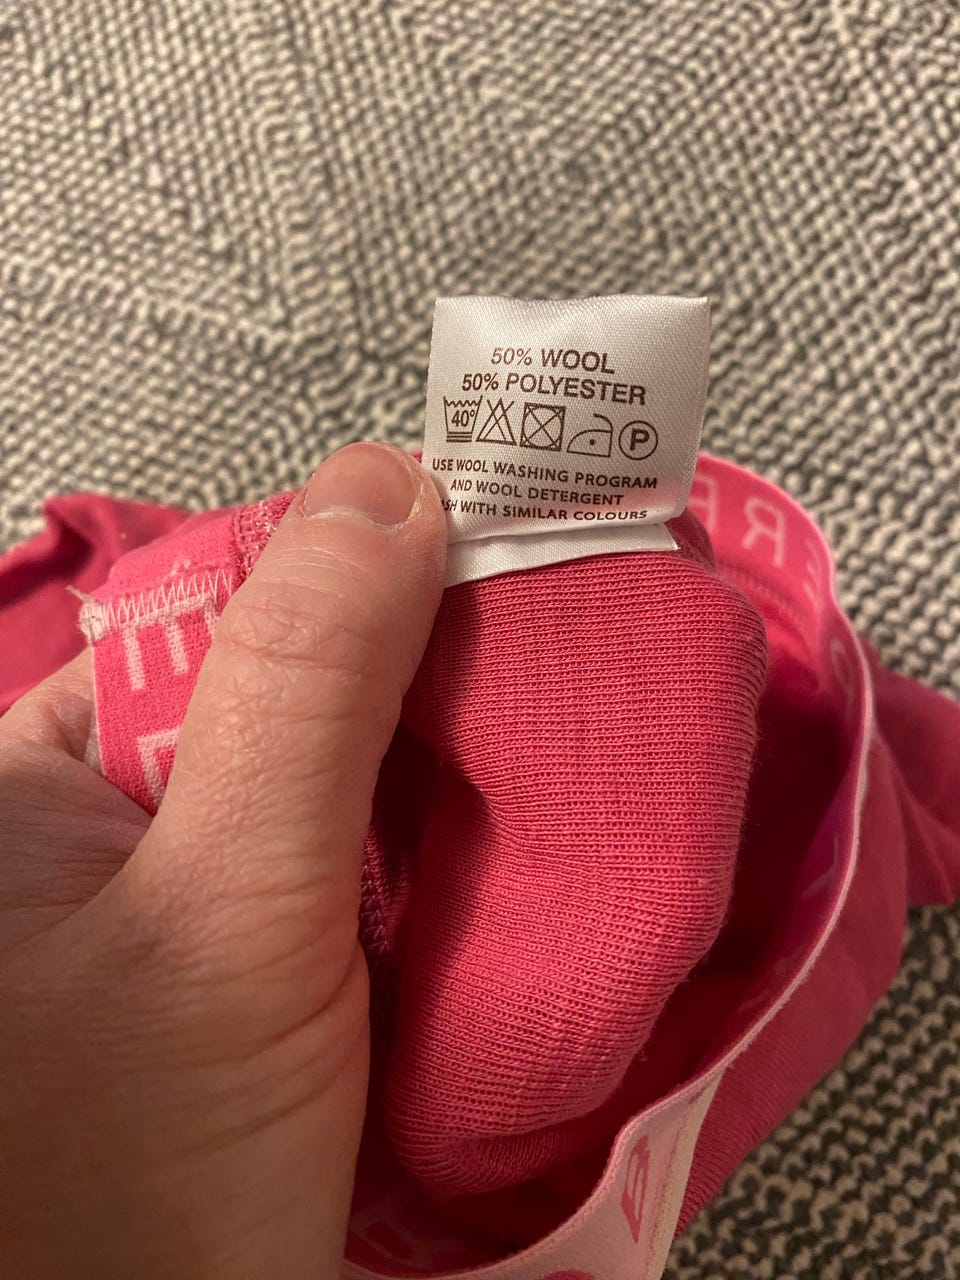 50% WOOL
50% POLYESTER
40° P
USE WOOL WASHING PROGRAM
AND WOOL DETERGENT
WITH SIMILAR COLOURS